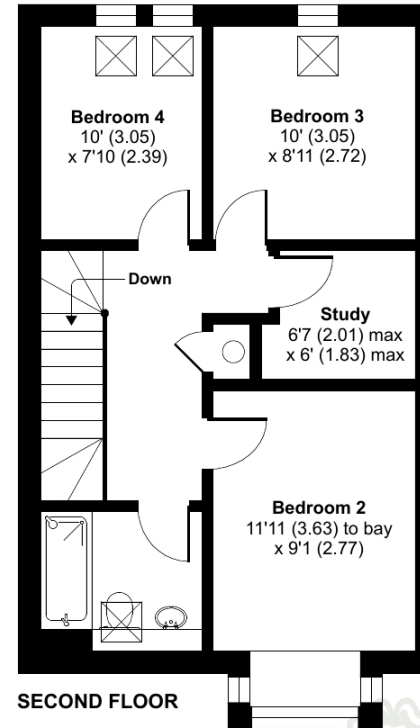 Bedroom 4
10' (3.05)
x 7'10 (2.39)
Bedroom 3
10' (3.05)
x 8'11 (2.72)
Down
Study
6'7 (2.01) max
x 6' (1.83) max
Bedroom 2
11'11 (3.63) to bay
x 9'1 (2.77)
SECOND FLOOR